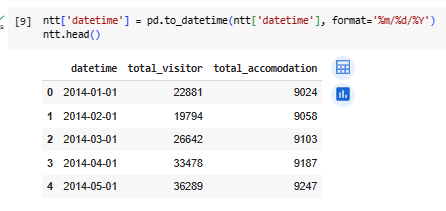 [9] ntt['datetime'] = pd.to_datetime(ntt['datetime'], format='%m/%d/%Y')
ntt.head()
datetime total_visitor total_accomodation
0 2014-01-01 22881 9024
1 2014-02-01 19794 9058
2 2014-03-01 26642 9103
3 2014-04-01 33478 9187
4 2014-05-01 36289 9247